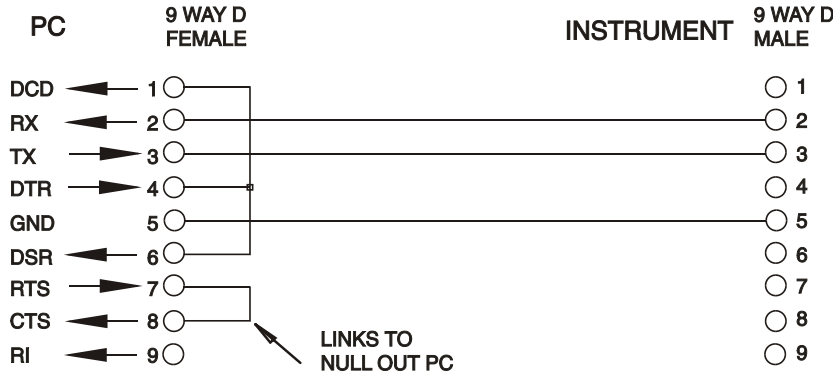 PC
9 WAY D
FEMALE
INSTRUMENT
9 WAY D
MALE
DCD 1 1
RX 2 2
TX 3 3
DTR 4 4
GND 5 5
DSR 6 6
RTS 7 7
CTS 8 8
RI 9 9
LINKS TO
NULL OUT PC